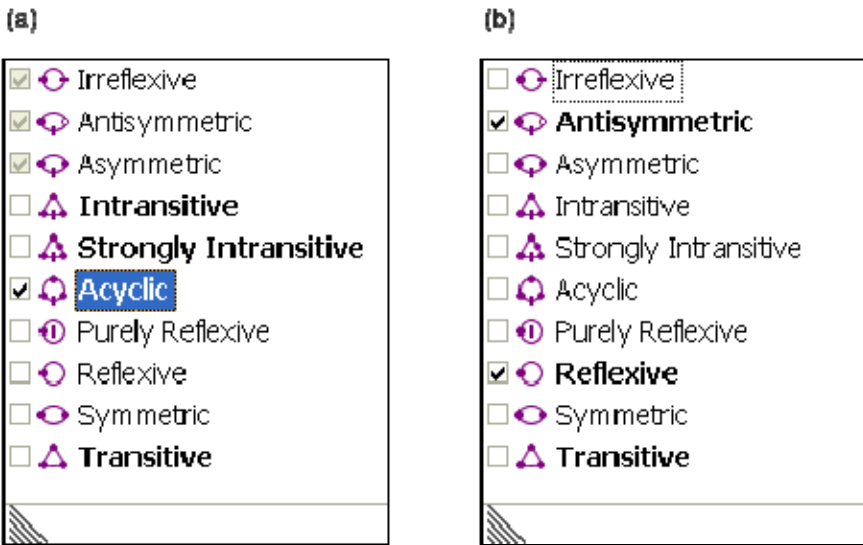 (a)
Irreflexive
Antisymmetric
Asymmetric
Intransitive
Strongly Intransitive
Acyclic
Purely Reflexive
Reflexive
Symmetric
Transitive
(b)
Irreflexive
Antisymmetric
Asymmetric
Intransitive
Strongly Intransitive
Acyclic
Purely Reflexive
Reflexive
Symmetric
Transitive